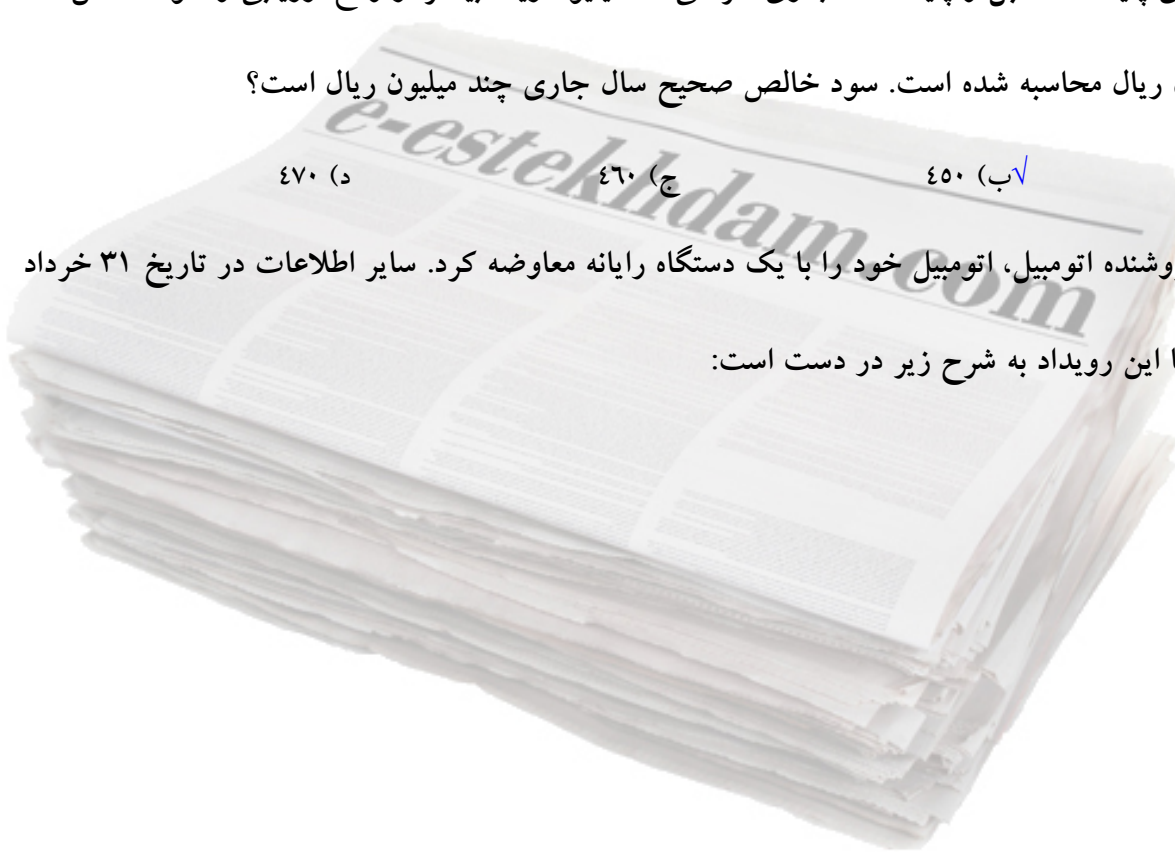 ریال محاسبه شده است. سود خالص صحیح سال جاری چند میلیون ریال است؟
√ب) ٤٥٠ ج) ٤٦٠ د) ٤٧٠
اتومبیل، اتومبیل خود را با یک دستگاه رایانه معاوضه کرد. سایر اطلاعات در تاریخ ۳۱ خرداد
این رویداد به شرح زیر در دست است:
e-estekhdam.com